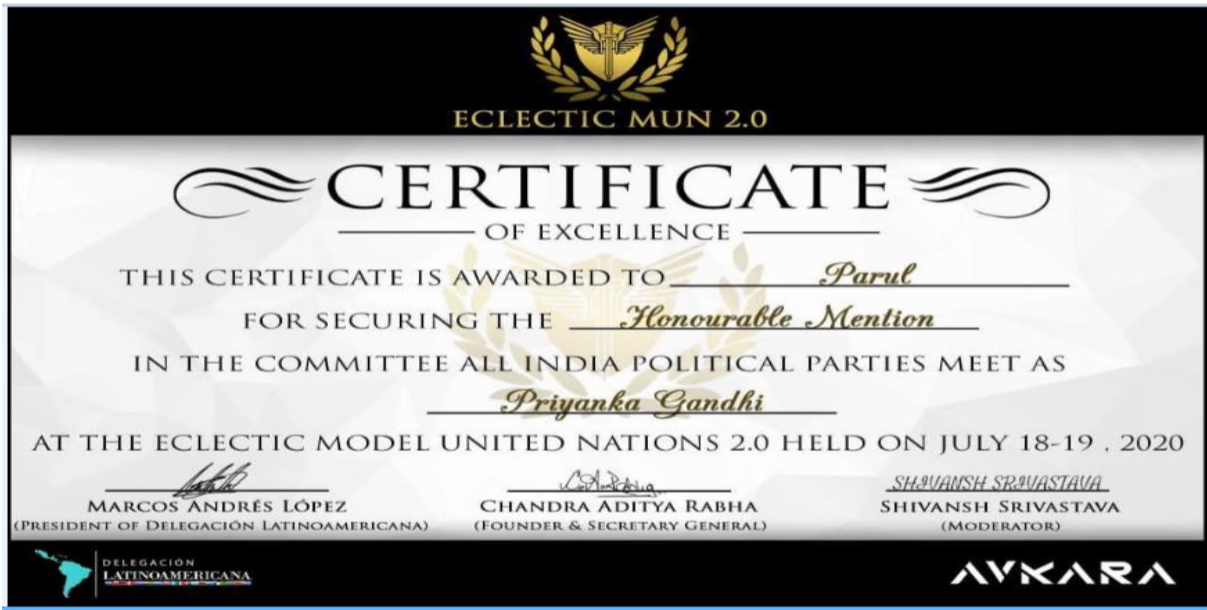 ECLECTIC MUN 2.0
CERTIFICATE
OF EXCELLENCE
THIS CERTIFICATE IS AWARDED TO Parul
FOR SECURING THE Honourable Mention
IN THE COMMITTEE ALL INDIA POLITICAL PARTIES MEET AS
Priyanka Gandhi
AT THE ECLECTIC MODEL UNITED NATIONS 2.0 HELD ON JULY 18-19 , 2020
SHIVANSH SRIVASTAVA
MARCOS ANDRÉS LÓPEZ CHANDRA ADITYA RABHA SHIVANSH SRIVASTAVA
(PRESIDENT OF DELEGACIÓN LATINOAMERICANA) (FOUNDER & SECRETARY GENERAL) (MODERATOR)
DELEGACIÓN
LATINOAMERICANA
AVKARA